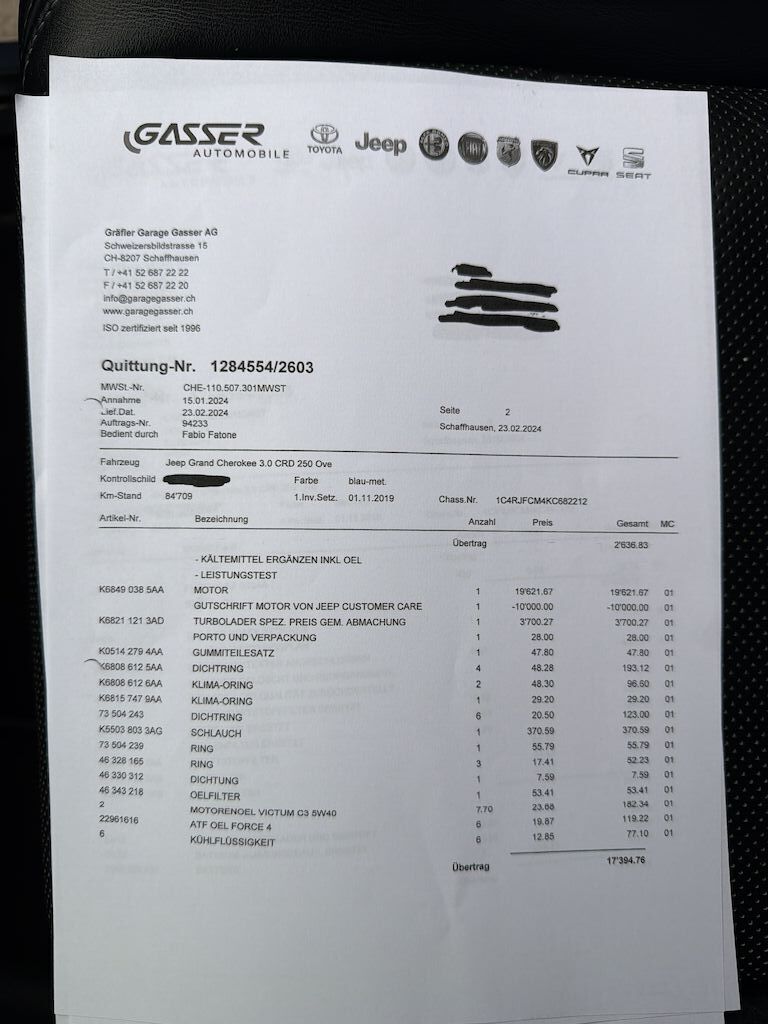 GASSER
AUTOMOBILE
TOYOTA
Jeep
FIAT
CUPRA
SEAT
Gräfler Garage Gasser AG
Schweizersbildstrasse 15
CH-8207 Schaffhausen
T / +41 52 687 22 22
F / +41 52 687 22 20
info@garagegasser.ch
www.garagegasser.ch
ISO zertifiziert seit 1996
Quittung-Nr. 1284554/2603
MWSt.-Nr. CHE-110.507.301MWST
Annahme 15.01.2024
Lief.Dat. 23.02.2024
Auftrags-Nr. 94233
Bedient durch Fabio Fatone
Seite 2
Schaffhausen, 23.02.2024
Fahrzeug Jeep Grand Cherokee 3.0 CRD 250 Ove
Kontrollschild Farbe blau-met.
Km-Stand 84'709 1.Inv.Setz. 01.11.2019 Chass.Nr. 1C4RJFCM4KC682212
Artikel-Nr. Bezeichnung Anzahl Preis Gesamt MC
Übertrag 2'636.83
- KÄLTEMITTEL ERGÄNZEN INKL OEL
- LEISTUNGSTEST
K6849 038 5AA MOTOR 1 19'621.67 19'621.67 01
GUTSCHRIFT MOTOR VON JEEP CUSTOMER CARE 1 -10'000.00 -10'000.00 01
K6821 121 3AD TURBOLADER SPEZ. PREIS GEM. ABMACHUNG 1 3'700.27 3'700.27 01
PORTO UND VERPACKUNG 1 28.00 28.00 01
K0514 279 4AA GUMMITEILESATZ 1 47.80 47.80 01
K6808 612 5AA DICHTRING 4 48.28 193.12 01
K6808 612 6AA KLIMA-ORING 2 48.30 96.60 01
K6815 747 9AA KLIMA-ORING 1 29.20 29.20 01
73 504 243 DICHTRING 6 20.50 123.00 01
K5503 803 3AG SCHLAUCH 1 370.59 370.59 01
73 504 239 RING 1 55.79 55.79 01
46 328 165 RING 3 17.41 52.23 01
46 330 312 DICHTUNG 1 7.59 7.59 01
46 343 218 OELFILTER 1 53.41 53.41 01
2 MOTORENOEL VICTUM C3 5W40 7.70 23.68 182.34 01
22961616 ATF OEL FORCE 4 6 19.87 119.22 01
6 KÜHLFLÜSSIGKEIT 6 12.85 77.10 01
Übertrag 17'394.76